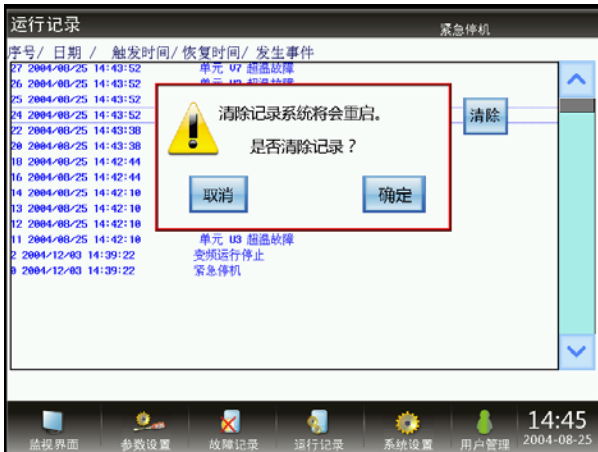 运行记录
紧急停机
序号/ 日期 / 触发时间/恢复时间/ 发生事件
27 2004/08/25 14:43:52 单元 V7 超温故障
26 2004/08/25 14:43:52
25 2004/08/25 14:43:52
24 2004/08/25 14:43:52
22 2004/08/25 14:43:38
20 2004/08/25 14:43:38
18 2004/08/25 14:42:44
16 2004/08/25 14:42:44
14 2004/08/25 14:42:10
13 2004/08/25 14:42:10
12 2004/08/25 14:42:10
11 2004/08/25 14:42:10 单元 U3 超温故障
2 2004/12/03 14:39:22 变频运行停止
0 2004/12/03 14:39:22 紧急停机
清除记录系统将会重启。
是否清除记录？
取消
确定
清除
监视界面
参数设置
故障记录
运行记录
系统设置
用户管理
14:45
2004-08-25